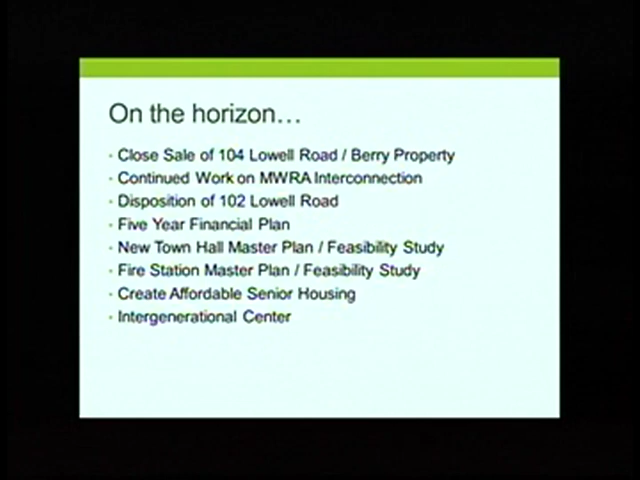 On the horizon…
· Close Sale of 104 Lowell Road / Berry Property
· Continued Work on MWRA Interconnection
· Disposition of 102 Lowell Road
· Five Year Financial Plan
· New Town Hall Master Plan / Feasibility Study
· Fire Station Master Plan / Feasibility Study
· Create Affordable Senior Housing
· Intergenerational Center